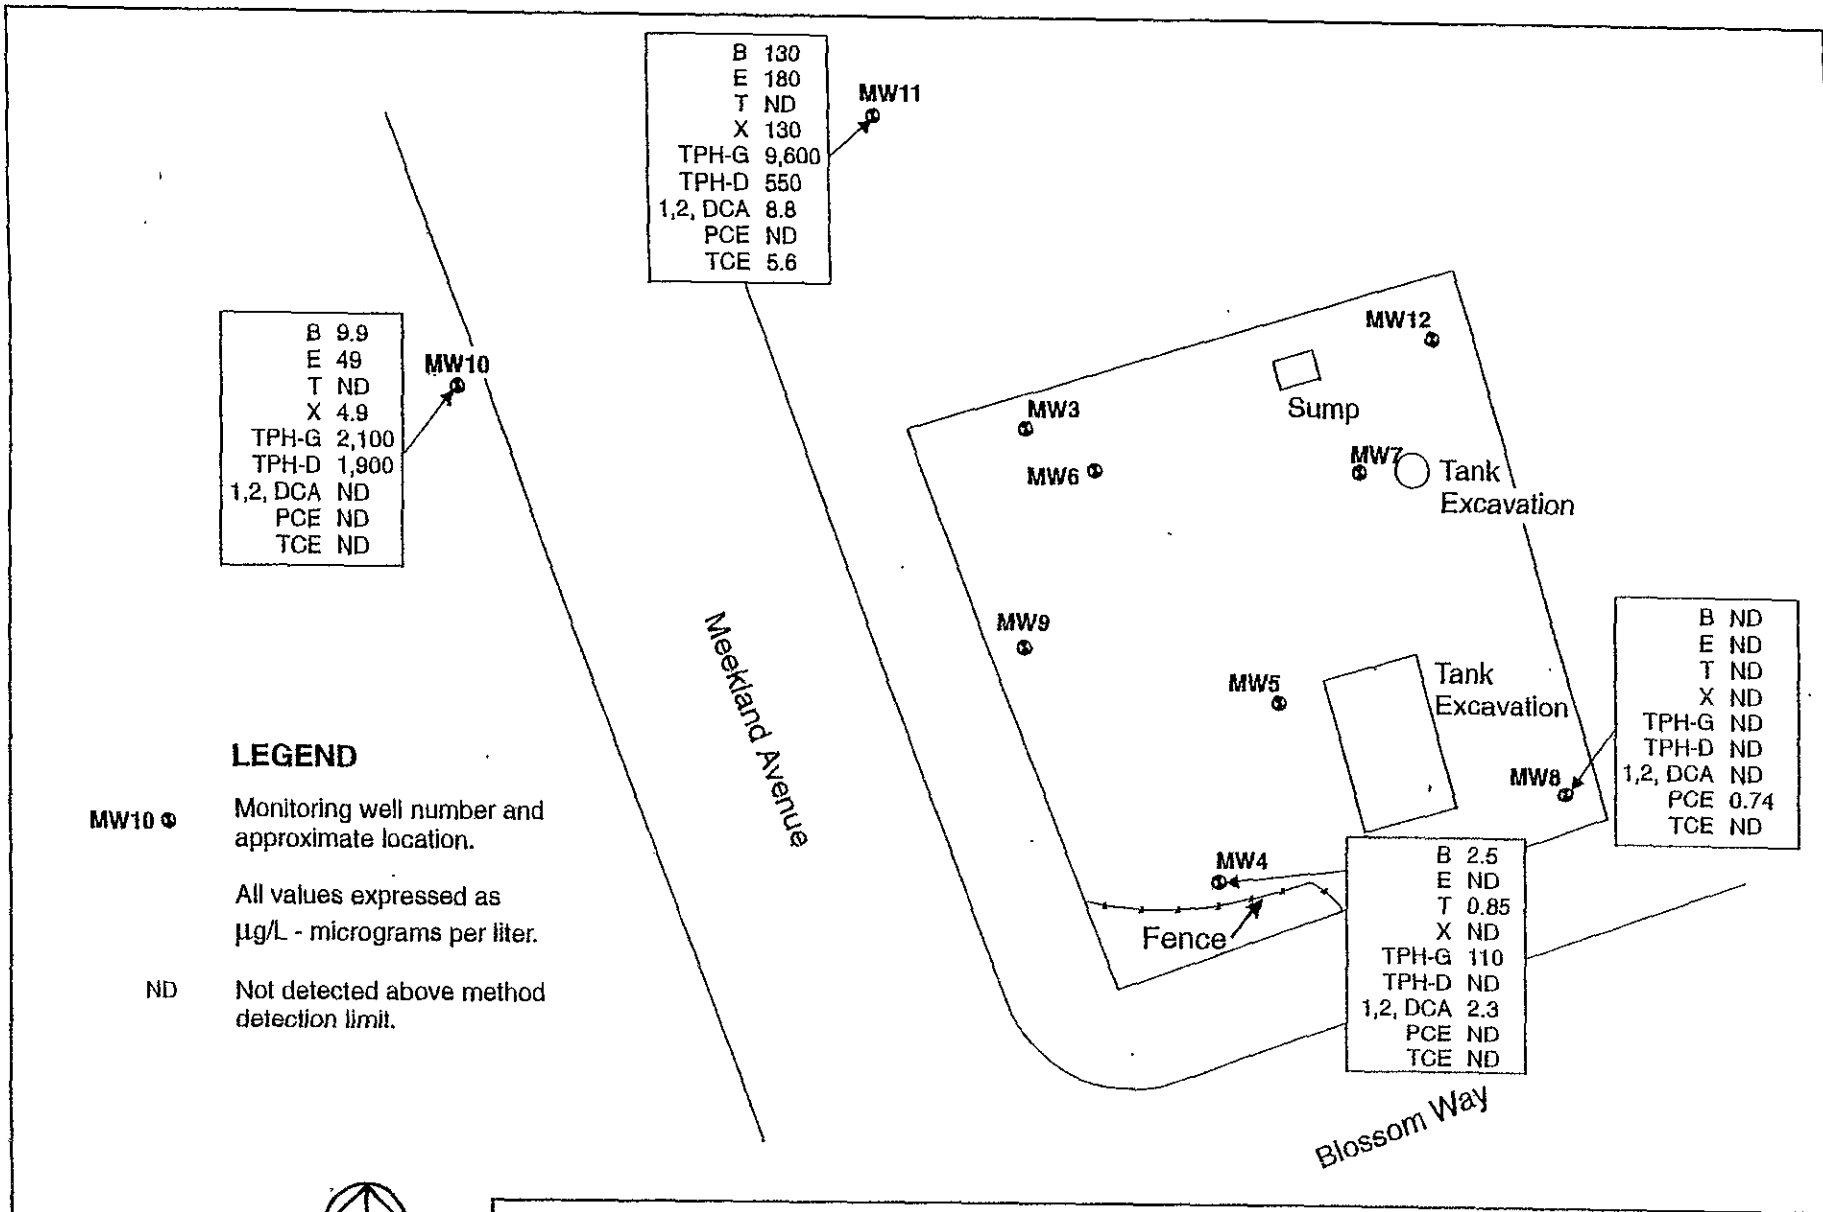 B 130
E 180
T ND
X 130
TPH-G 9,600
TPH-D 550
1,2, DCA 8.8
PCE ND
TCE 5.6
MW11
B 9.9
E 49
T ND
X 4.9
TPH-G 2,100
TPH-D 1,900
1,2, DCA ND
PCE ND
TCE ND
MW10
MW12
Sump
MW3
MW6
MW7
Tank
Excavation
MW9
Meekland Avenue
MW5
Tank
Excavation
B ND
E ND
T ND
X ND
TPH-G ND
TPH-D ND
1,2, DCA ND
PCE 0.74
TCE ND
MW8
MW4
Fence
B 2.5
E ND
T 0.85
X ND
TPH-G 110
TPH-D ND
1,2, DCA 2.3
PCE ND
TCE ND
Blossom Way
LEGEND
MW10 Monitoring well number and
approximate location.
All values expressed as
µg/L - micrograms per liter.
ND Not detected above method
detection limit.